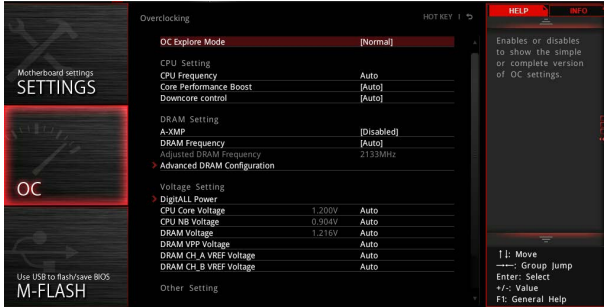 Overclocking
HOT KEY |
HELP
INFO
Motherboard settings
SETTINGS
OC
Use USB to flash/save BIOS
M-FLASH
OC Explore Mode [Normal]
CPU Setting
CPU Frequency Auto
Core Performance Boost [Auto]
Downcore control [Auto]
DRAM Setting
A-XMP [Disabled]
DRAM Frequency [Auto]
Adjusted DRAM Frequency 2133MHz
Advanced DRAM Configuration
Voltage Setting
DigitALL Power
CPU Core Voltage 1.200V Auto
CPU NB Voltage 0.904V Auto
DRAM Voltage 1.216V Auto
DRAM VPP Voltage Auto
DRAM CH_A VREF Voltage Auto
DRAM CH_B VREF Voltage Auto
Other Setting
Enables or disables
to show the simple
or complete version
of OC settings.
↑↓: Move
→←: Group Jump
Enter: Select
+/-: Value
F1: General Help